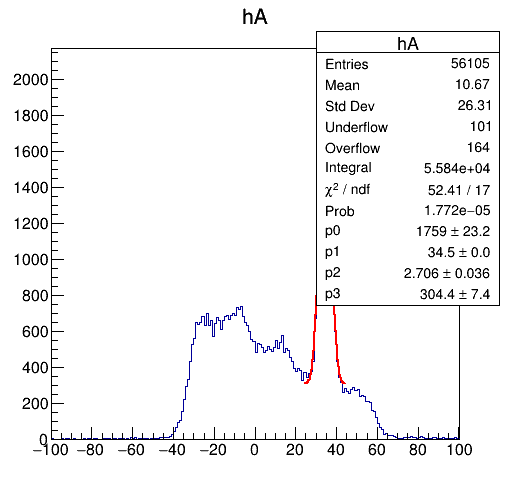 hA
hA
Entries 56105
Mean 10.67
Std Dev 26.31
Underflow 101
Overflow 164
Integral 5.584e+04
χ² / ndf 52.41 / 17
Prob 1.772e−05
p0 1759 ± 23.2
p1 34.5 ± 0.0
p2 2.706 ± 0.036
p3 304.4 ± 7.4
2000
1800
1600
1400
1200
1000
800
600
400
200
0
−100 −80 −60 −40 −20 0 20 40 60 80 100